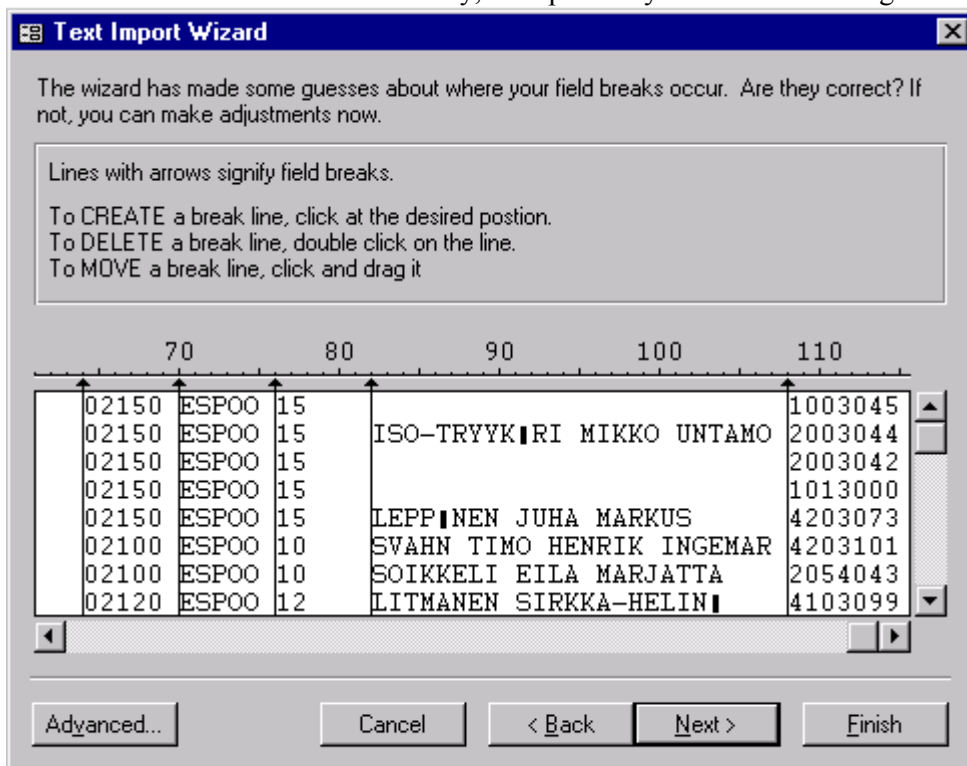 Text Import Wizard
The wizard has made some guesses about where your field breaks occur. Are they correct? If
not, you can make adjustments now.
Lines with arrows signify field breaks.
To CREATE a break line, click at the desired postion.
To DELETE a break line, double click on the line.
To MOVE a break line, click and drag it
70 80 90 100 110
02150 ESPOO 15 1003045
02150 ESPOO 15 ISO-TRYYK▮RI MIKKO UNTAMO 2003044
02150 ESPOO 15 2003042
02150 ESPOO 15 1013000
02150 ESPOO 15 LEPP▮NEN JUHA MARKUS 4203073
02100 ESPOO 10 SVAHN TIMO HENRIK INGEMAR 4203101
02100 ESPOO 10 SOIKKELI EILA MARJATTA 2054043
02120 ESPOO 12 LITMANEN SIRKKA-HELIN▮ 4103099
Advanced... Cancel < Back Next > Finish